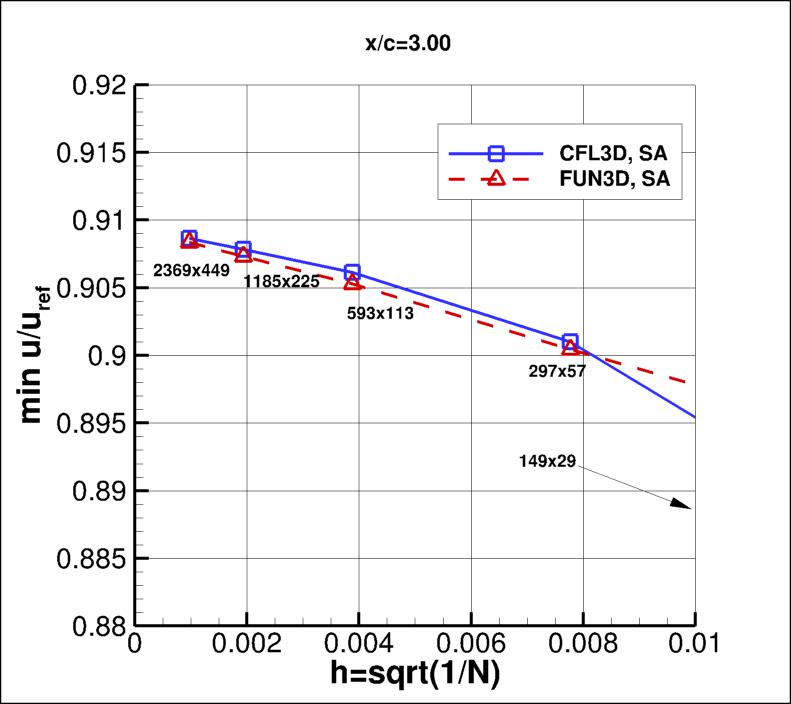 x/c=3.00
0.92
0.915
0.91
0.905
0.9
0.895
0.89
0.885
0.88
min u/u_ref
CFL3D, SA
FUN3D, SA
2369x449
1185x225
593x113
297x57
149x29
0 0.002 0.004 0.006 0.008 0.01
h=sqrt(1/N)